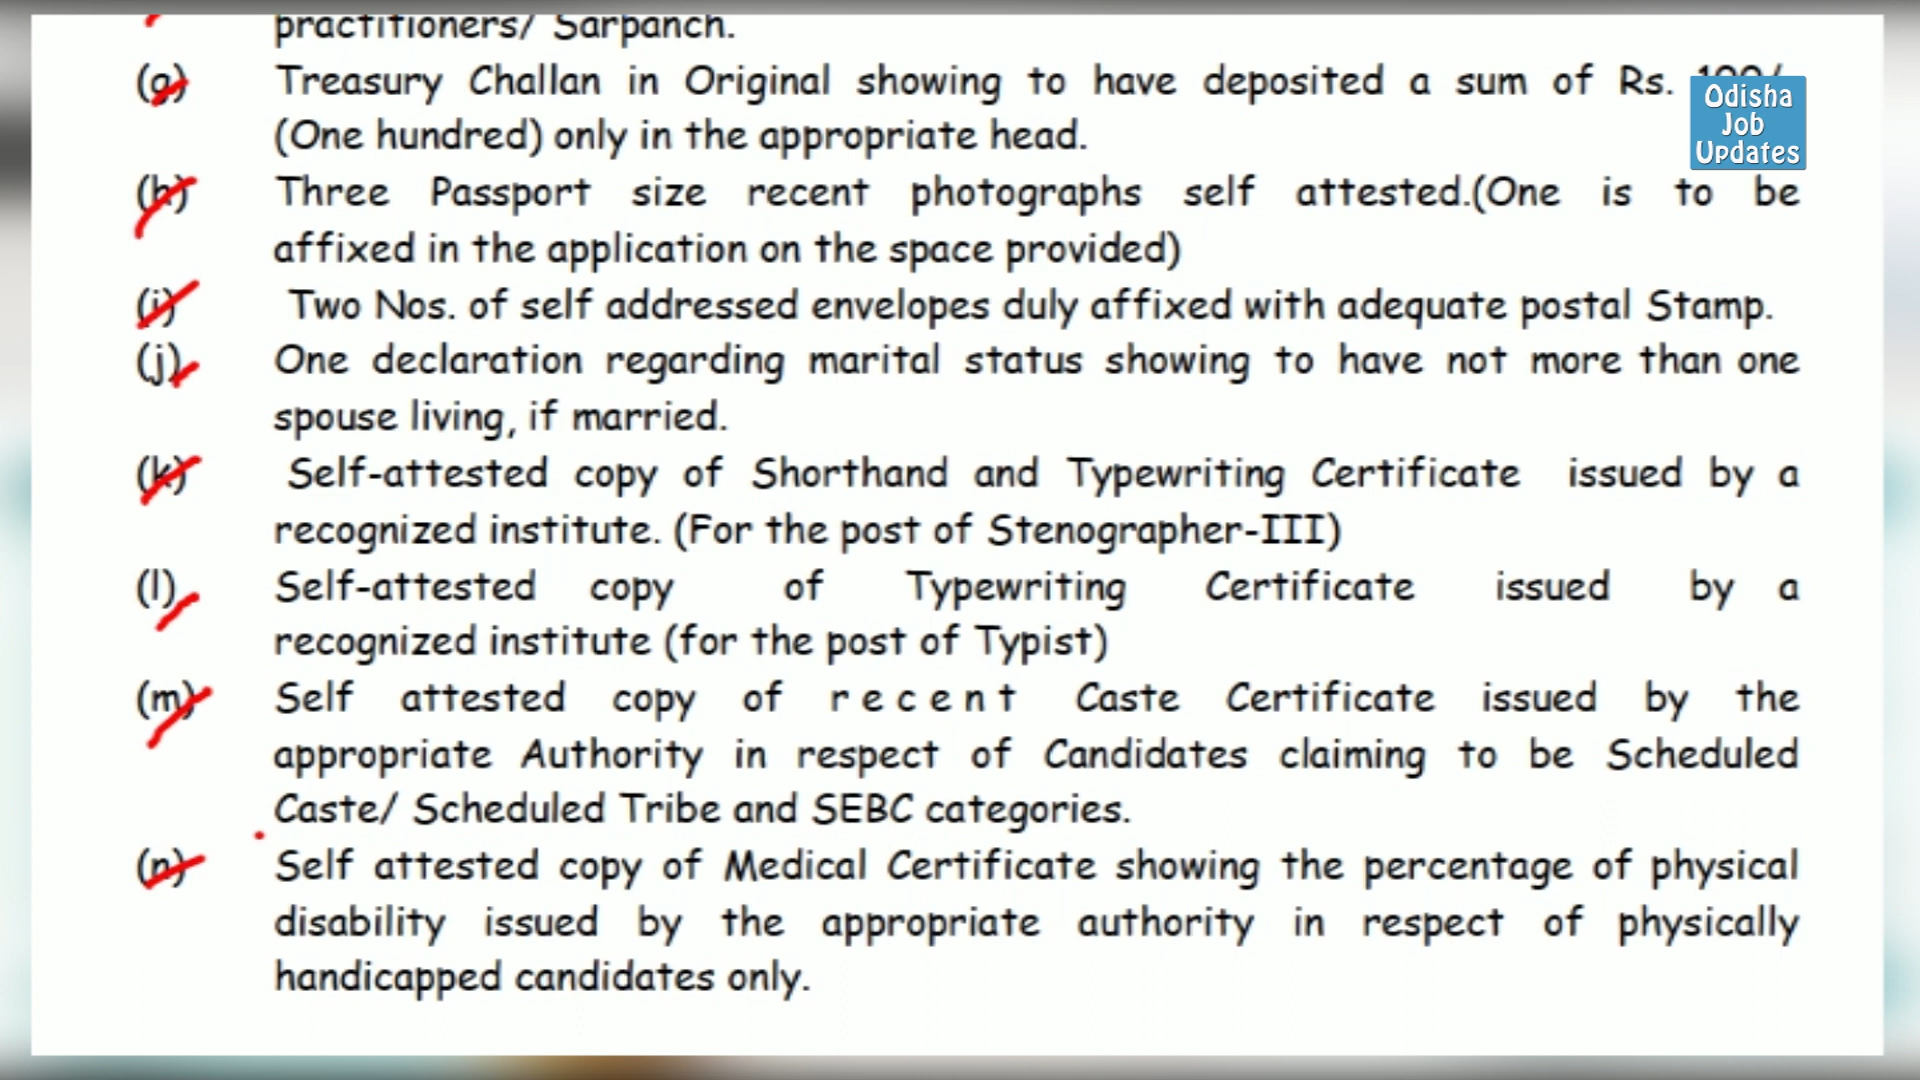 practitioners/ Sarpanch.
(g) Treasury Challan in Original showing to have deposited a sum of Rs. 100/-
(One hundred) only in the appropriate head.
Odisha
Job
Updates
(h) Three Passport size recent photographs self attested.(One is to be
affixed in the application on the space provided)
(i) Two Nos. of self addressed envelopes duly affixed with adequate postal Stamp.
(j) One declaration regarding marital status showing to have not more than one
spouse living, if married.
(k) Self-attested copy of Shorthand and Typewriting Certificate issued by a
recognized institute. (For the post of Stenographer-III)
(l) Self-attested copy of Typewriting Certificate issued by a
recognized institute (for the post of Typist)
(m) Self attested copy of recent Caste Certificate issued by the
appropriate Authority in respect of Candidates claiming to be Scheduled
Caste/ Scheduled Tribe and SEBC categories.
(n) Self attested copy of Medical Certificate showing the percentage of physical
disability issued by the appropriate authority in respect of physically
handicapped candidates only.